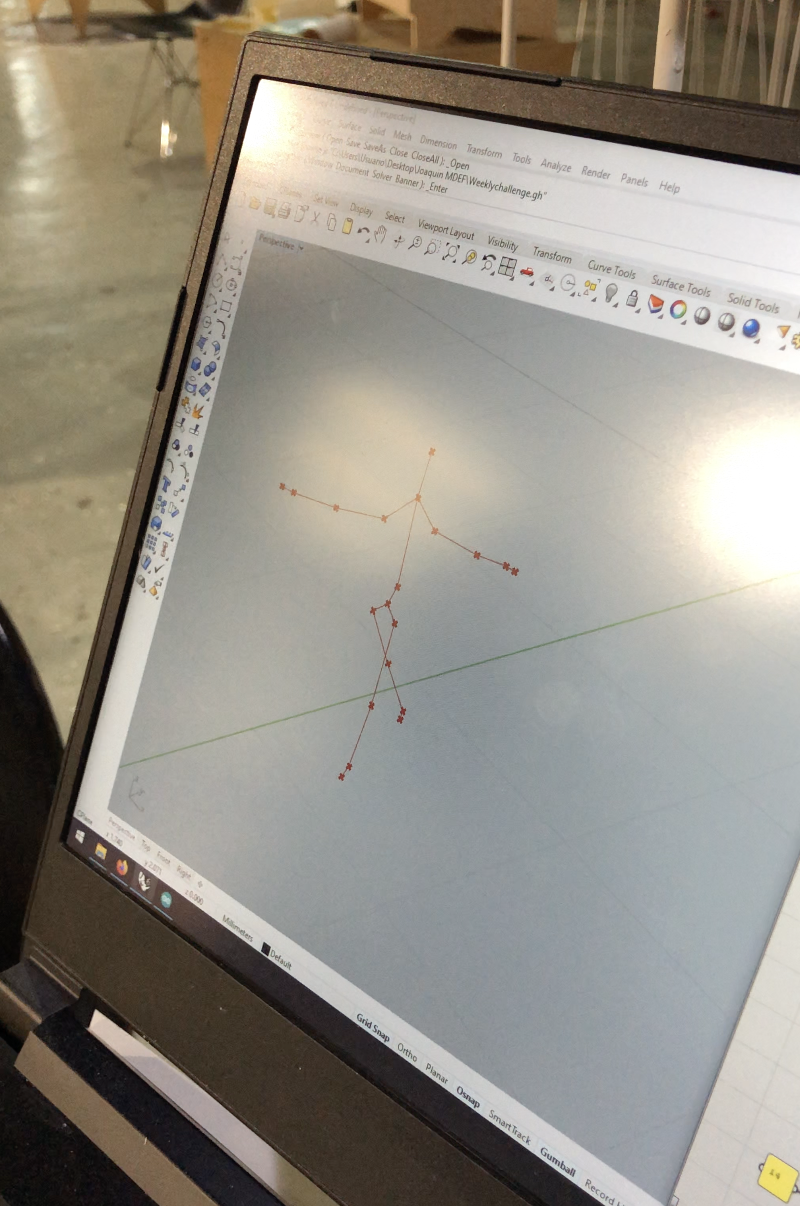 Surface Solid Mesh Dimension Transform Tools Analyze Render Panels Help
Open Save SaveAs Close CloseAll ): _Open
\Desktop\Joaquin MDEF\Weeklychallenge.gh"
Document Solver Banner ): _Enter
Display Select Viewport Layout Visibility Transform Curve Tools Surface Tools Solid Tools
Perspective
Perspective Top Front Right
CPlane
Millimeters
Default
Grid Snap Ortho Planar Osnap SmartTrack Gumball Record